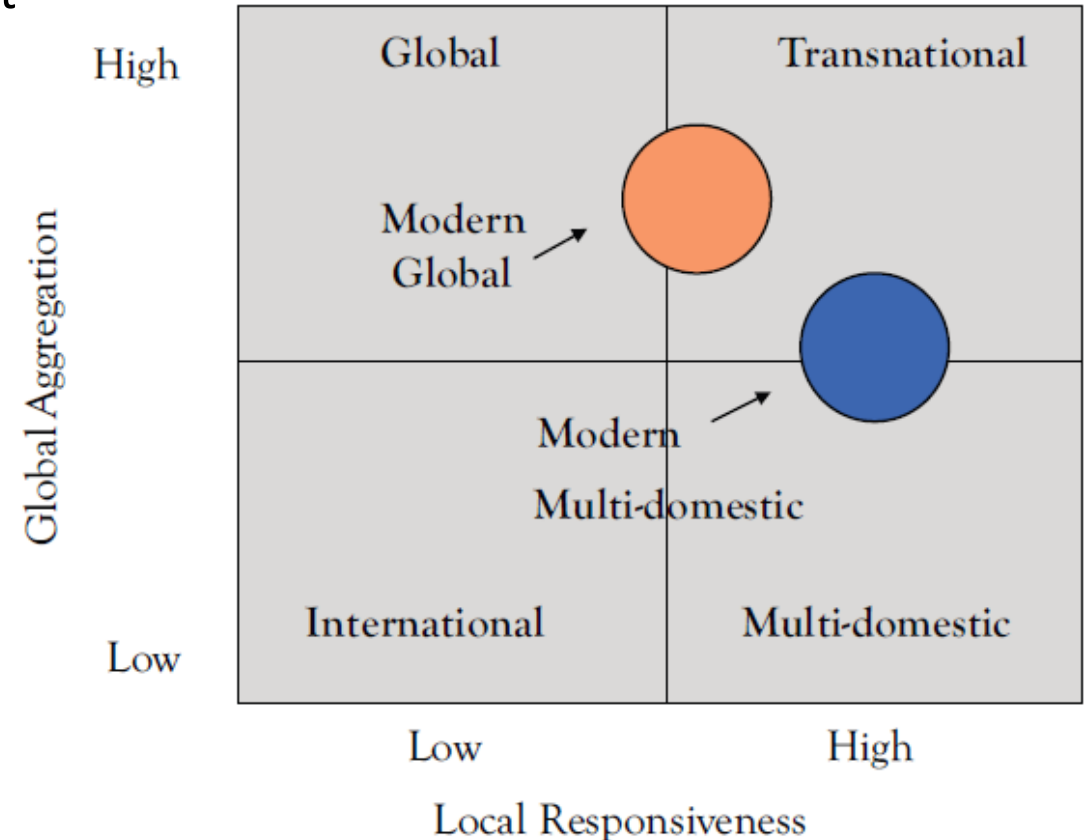 Global
Transnational
High
Modern
Global
Global Aggregation
Modern
Multi-domestic
International
Multi-domestic
Low
Low
High
Local Responsiveness